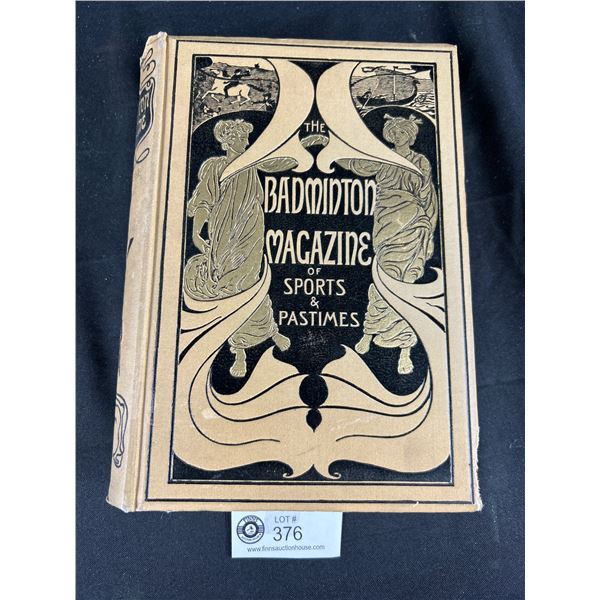 THE
BADMINTON
MAGAZINE
OF
SPORTS
&
PASTIMES
LOT #
376
www.finnsauctionhouse.com